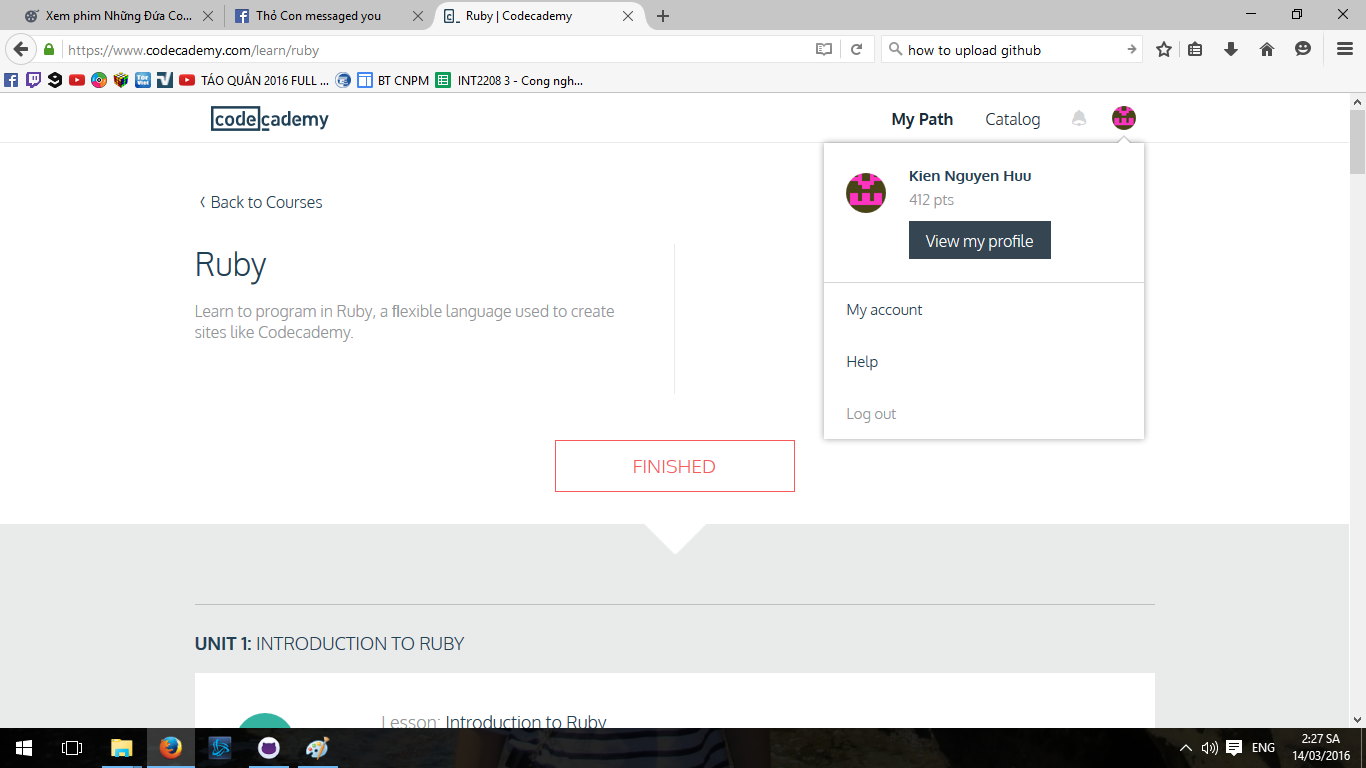 Xem phim Những Đứa Co...
Thỏ Con messaged you
Ruby | Codecademy
https://www.codecademy.com/learn/ruby
how to upload github
TÁO QUÂN 2016 FULL ...
BT CNPM
INT2208 3 - Cong ngh...
codecademy
My Path
Catalog
Kien Nguyen Huu
412 pts
View my profile
My account
Help
Log out
Back to Courses
Ruby
Learn to program in Ruby, a flexible language used to create
sites like Codecademy.
FINISHED
UNIT 1: INTRODUCTION TO RUBY
Lesson: Introduction to Ruby
ENG
2:27 SA
14/03/2016